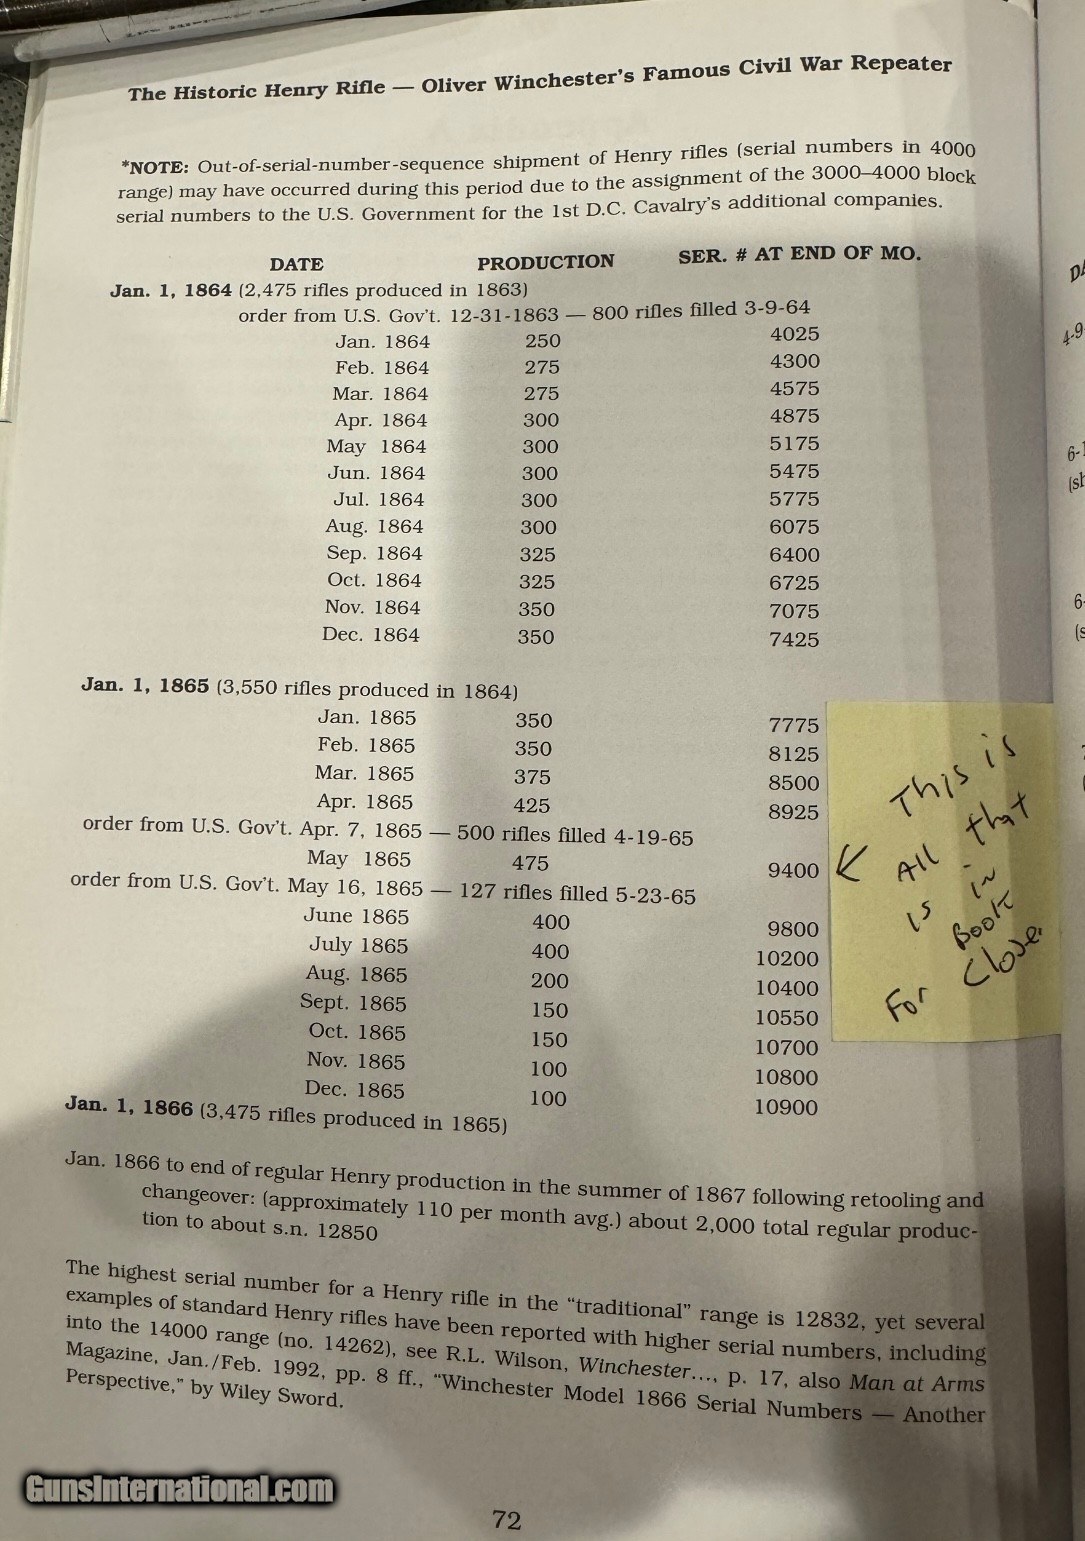 The Historic Henry Rifle — Oliver Winchester's Famous Civil War Repeater
*NOTE: Out-of-serial-number-sequence shipment of Henry rifles (serial numbers in 4000
range) may have occurred during this period due to the assignment of the 3000–4000 block
serial numbers to the U.S. Government for the 1st D.C. Cavalry's additional companies.
DATE PRODUCTION SER. # AT END OF MO.
Jan. 1, 1864 (2,475 rifles produced in 1863)
order from U.S. Gov't. 12-31-1863 — 800 rifles filled 3-9-64
Jan. 1864 250 4025
Feb. 1864 275 4300
Mar. 1864 275 4575
Apr. 1864 300 4875
May 1864 300 5175
Jun. 1864 300 5475
Jul. 1864 300 5775
Aug. 1864 300 6075
Sep. 1864 325 6400
Oct. 1864 325 6725
Nov. 1864 350 7075
Dec. 1864 350 7425
Jan. 1, 1865 (3,550 rifles produced in 1864)
Jan. 1865 350 7775
Feb. 1865 350 8125
Mar. 1865 375 8500
Apr. 1865 425 8925
order from U.S. Gov't. Apr. 7, 1865 — 500 rifles filled 4-19-65
May 1865 475 9400
order from U.S. Gov't. May 16, 1865 — 127 rifles filled 5-23-65
June 1865 400 9800
July 1865 400 10200
Aug. 1865 200 10400
Sept. 1865 150 10550
Oct. 1865 150 10700
Nov. 1865 100 10800
Dec. 1865 100 10900
Jan. 1, 1866 (3,475 rifles produced in 1865)
Jan. 1866 to end of regular Henry production in the summer of 1867 following retooling and
changeover: (approximately 110 per month avg.) about 2,000 total regular produc-
tion to about s.n. 12850
The highest serial number for a Henry rifle in the "traditional" range is 12832, yet several
examples of standard Henry rifles have been reported with higher serial numbers, including
into the 14000 range (no. 14262), see R.L. Wilson, Winchester..., p. 17, also Man at Arms
Magazine, Jan./Feb. 1992, pp. 8 ff., "Winchester Model 1866 Serial Numbers — Another
Perspective," by Wiley Sword.
72
This is
All that
is in
Book
For Close.
GunsInternational.com